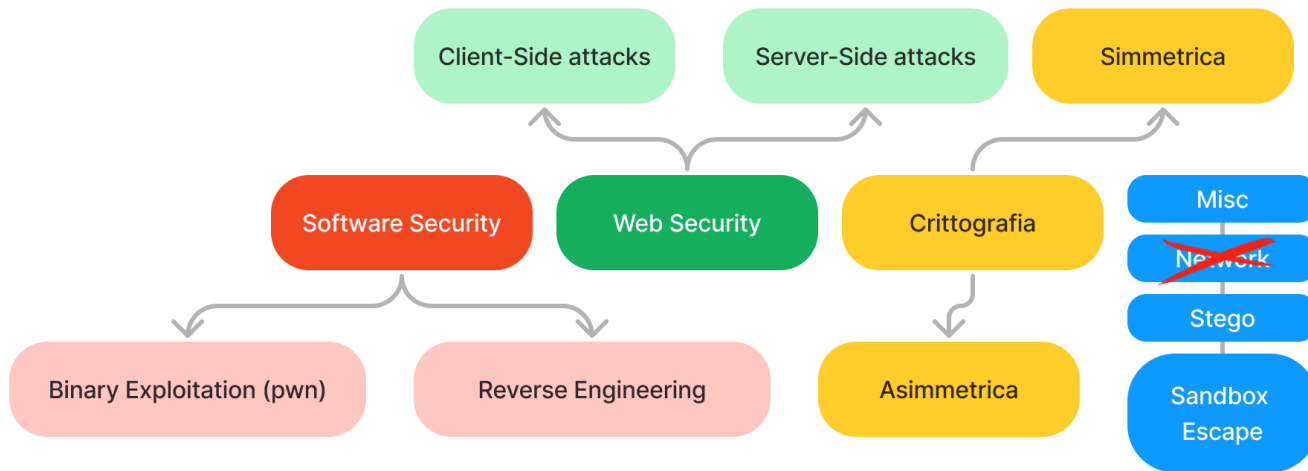 Client-Side attacks
Server-Side attacks
Simmetrica
Software Security
Web Security
Crittografia
Misc
Network
Stego
Binary Exploitation (pwn)
Reverse Engineering
Asimmetrica
Sandbox
Escape